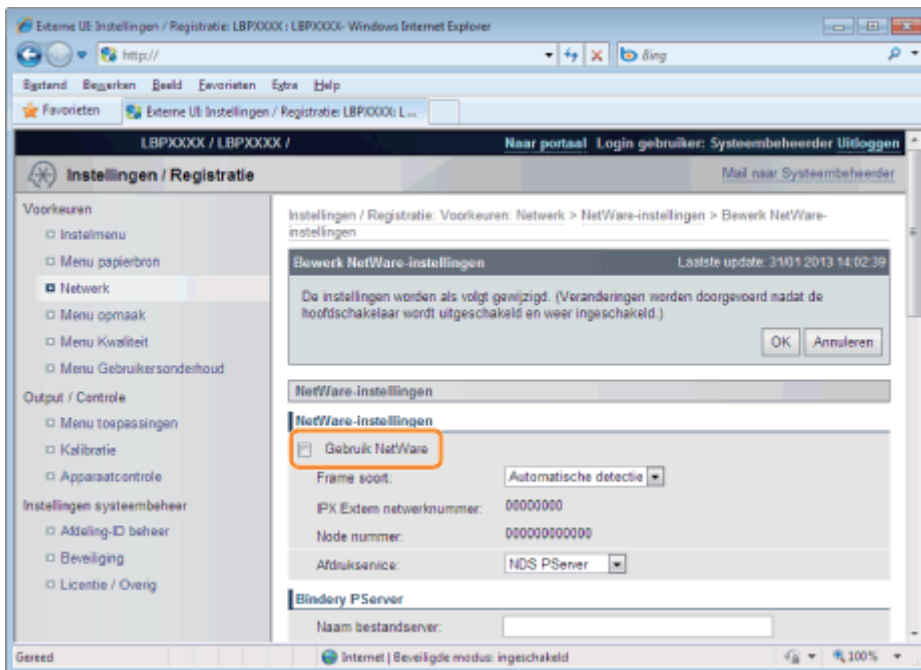 Externe UI: Instellingen / Registratie: LBPXXXX : LBPXXXX- Windows Internet Explorer
http://
Bing
Bestand Bewerken Beeld Favorieten Extra Help
Favorieten
Externe UI: Instellingen / Registratie: LBPXXXX: L...
LBPXXXX / LBPXXXX /
Naar portaal Login gebruiker: Systeembeheerder Uitloggen
Instellingen / Registratie
Mail naar Systeembeheerder
Voorkeuren
Instelmenu
Menu papierbron
Netwerk
Menu opmaak
Menu Kwaliteit
Menu Gebruikersonderhoud
Output / Controle
Menu toepassingen
Kalibratie
Apparaatcontrole
Instellingen systeembeheer
Afdeling-ID beheer
Beveiliging
Licentie / Overig
Instellingen / Registratie: Voorkeuren: Netwerk > NetWare-instellingen > Bewerk NetWare-
instellingen
Bewerk NetWare-instellingen
Laatste update: 31/01 2013 14:02:39
De instellingen worden als volgt gewijzigd. (Veranderingen worden doorgevoerd nadat de
hoofdschakelaar wordt uitgeschakeld en weer ingeschakeld.)
OK
Annuleren
NetWare-instellingen
NetWare-instellingen
Gebruik NetWare
Frame soort: Automatische detectie
IPX Extern netwerknummer: 00000000
Node nummer: 000000000000
Afdrukservice: NDS PServer
Bindery PServer
Naam bestandserver:
Gereed
Internet | Beveiligde modus: ingeschakeld
100%